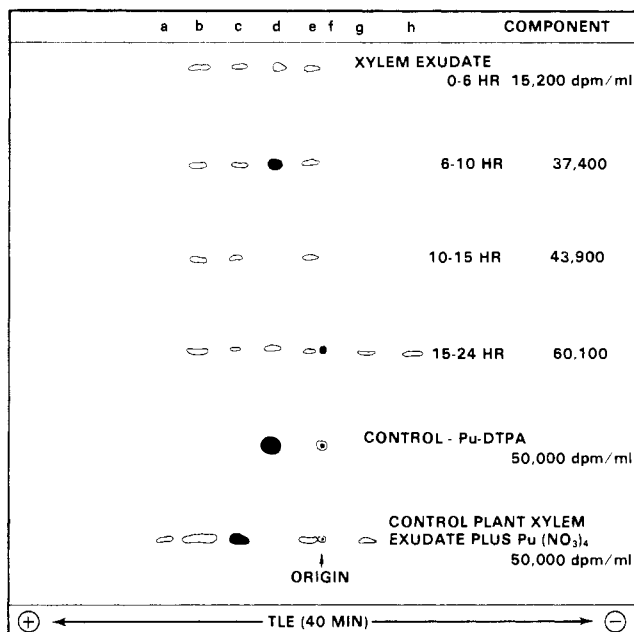 a b c d e f g h COMPONENT
XYLEM EXUDATE
0-6 HR 15,200 dpm/ml
6-10 HR 37,400
10-15 HR 43,900
15-24 HR 60,100
CONTROL - Pu-DTPA
50,000 dpm/ml
CONTROL PLANT XYLEM
EXUDATE PLUS Pu (NO₃)₄
50,000 dpm/ml
ORIGIN
+ TLE (40 MIN) −